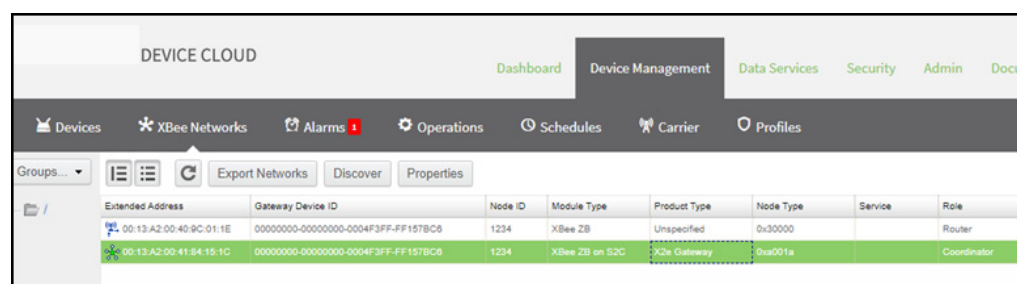 DEVICE CLOUD
Dashboard Device Management Data Services Security Admin Docu
Devices XBee Networks Alarms 1 Operations Schedules Carrier Profiles
Groups... Export Networks Discover Properties
/ Extended Address Gateway Device ID Node ID Module Type Product Type Node Type Service Role
00:13:A2:00:40:9C:01:1E 00000000-00000000-0004F3FF-FF157BC6 1234 XBee ZB Unspecified 0x30000 Router
00:13:A2:00:41:64:15:1C 00000000-00000000-0004F3FF-FF157BC6 1234 XBee ZB on S2C X2e Gateway 0xa001a Coordinator